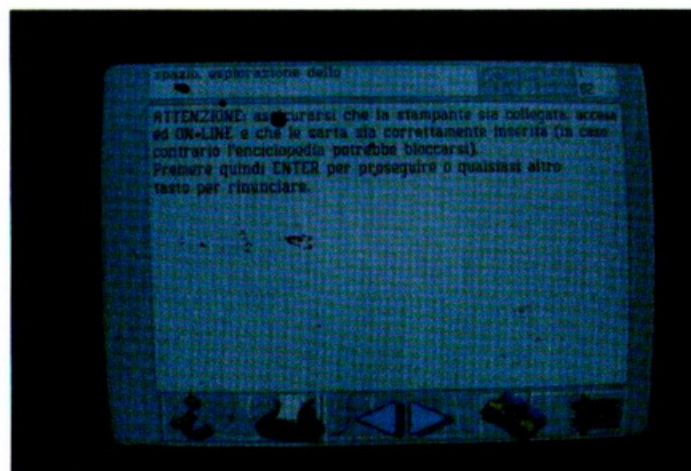 spazio, esplorazione dello
ATTENZIONE: assicurarsi che la stampante sia collegata, accesa
ed ON-LINE e che la carta sia correttamente inserita (in caso
contrario l'enciclopedia potrebbe bloccarsi).
Premere quindi ENTER per proseguire o qualsiasi altro
tasto per rinunciare.